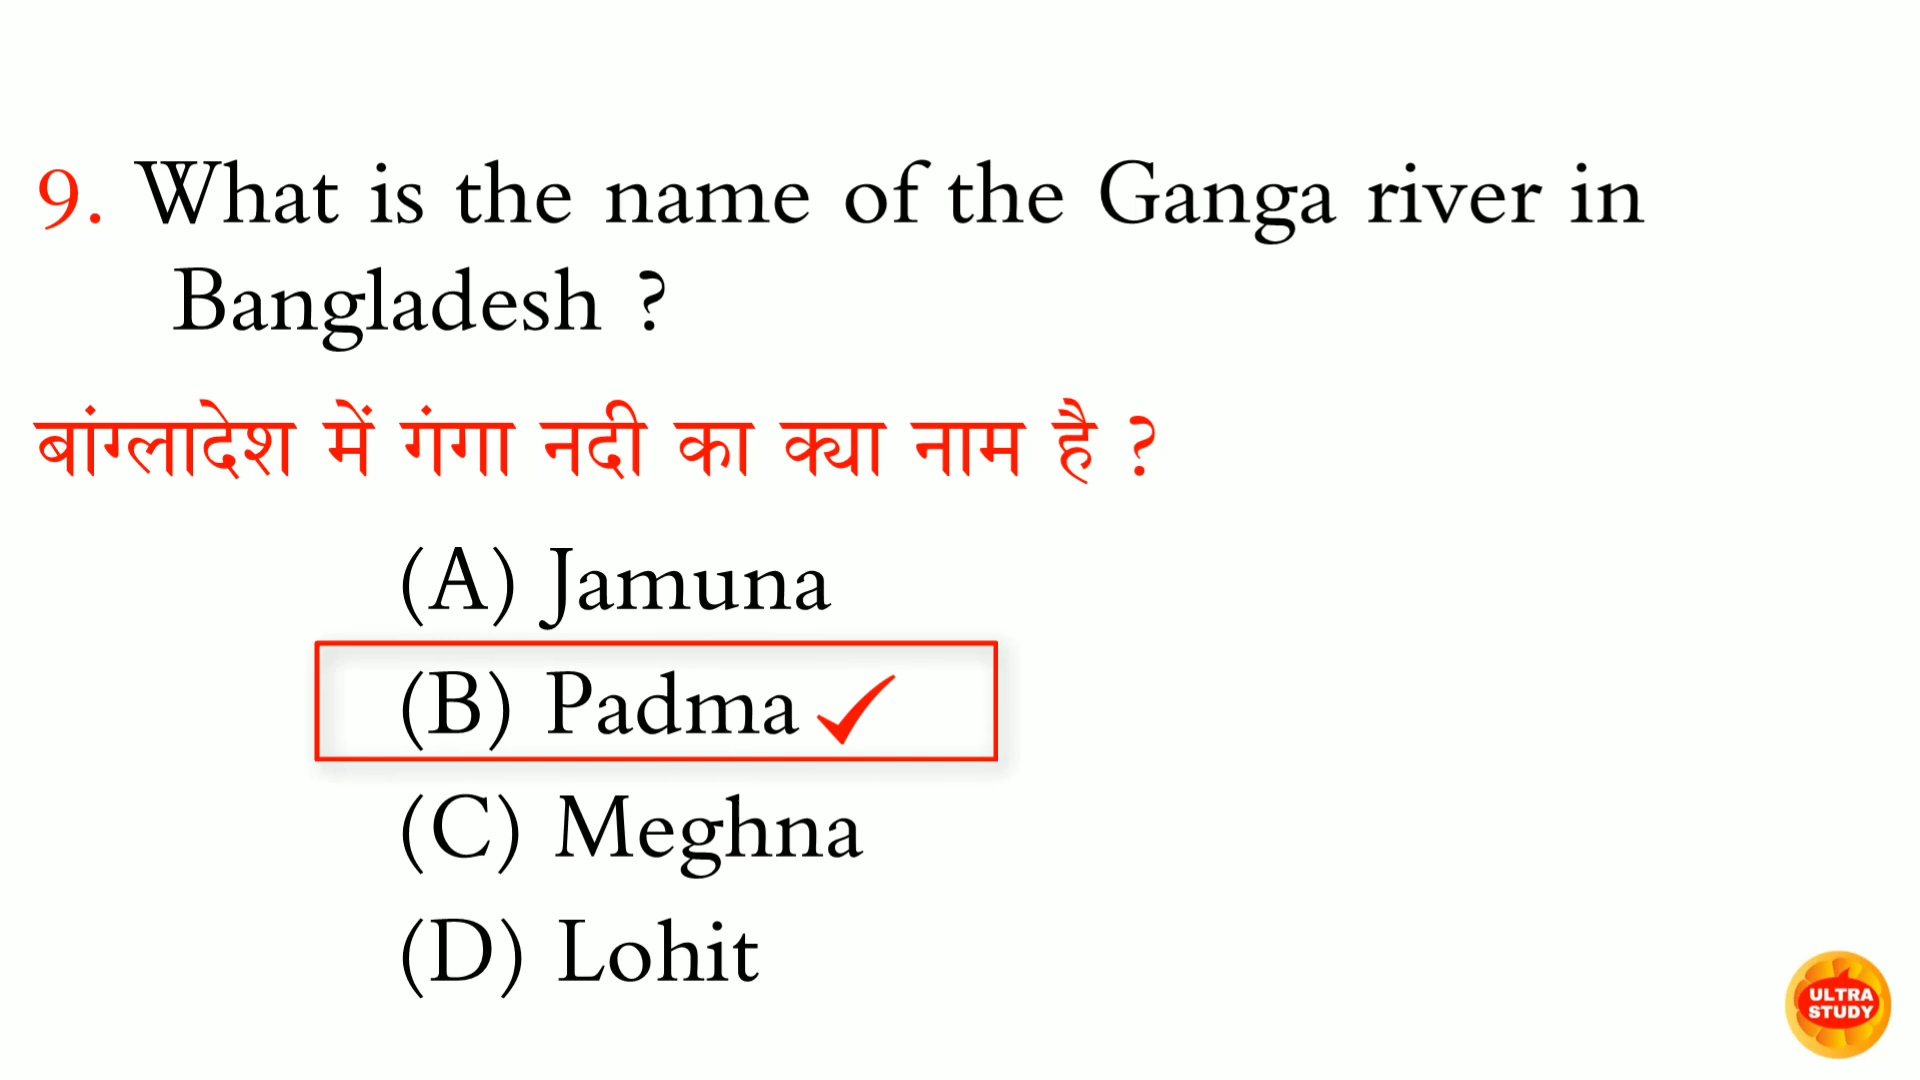 9. What is the name of the Ganga river in
Bangladesh ?
बांग्लादेश में गंगा नदी का क्या नाम है ?
(A) Jamuna
(B) Padma ✓
(C) Meghna
(D) Lohit
ULTRA
STUDY